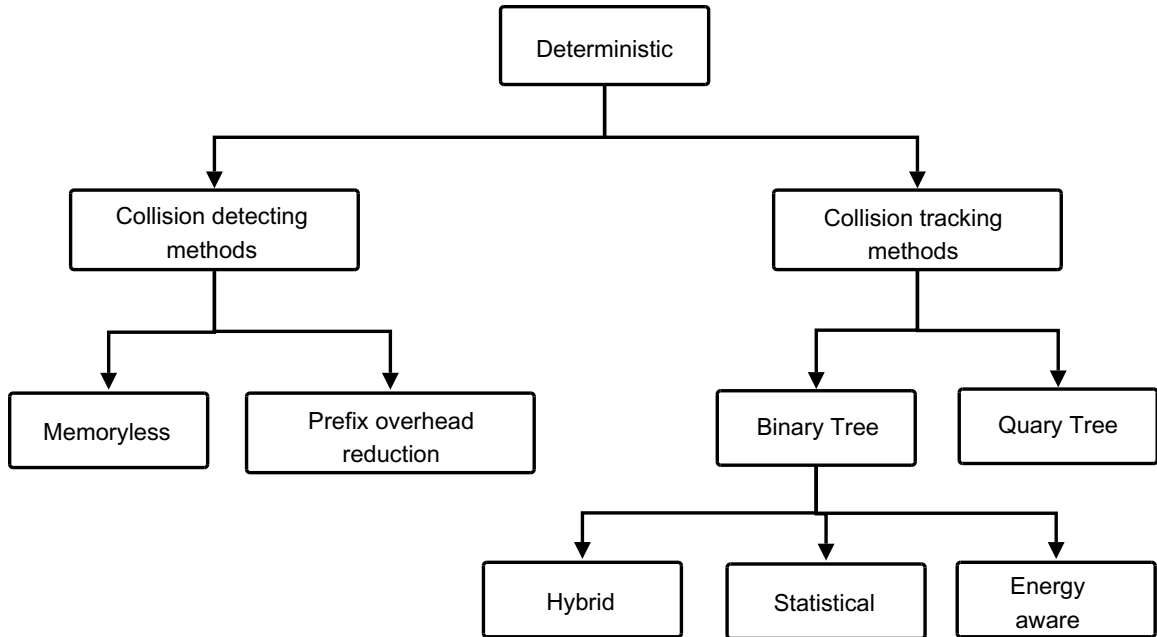 Deterministic
Collision detecting
methods
Collision tracking
methods
Memoryless
Prefix overhead
reduction
Binary Tree
Quary Tree
Hybrid
Statistical
Energy
aware